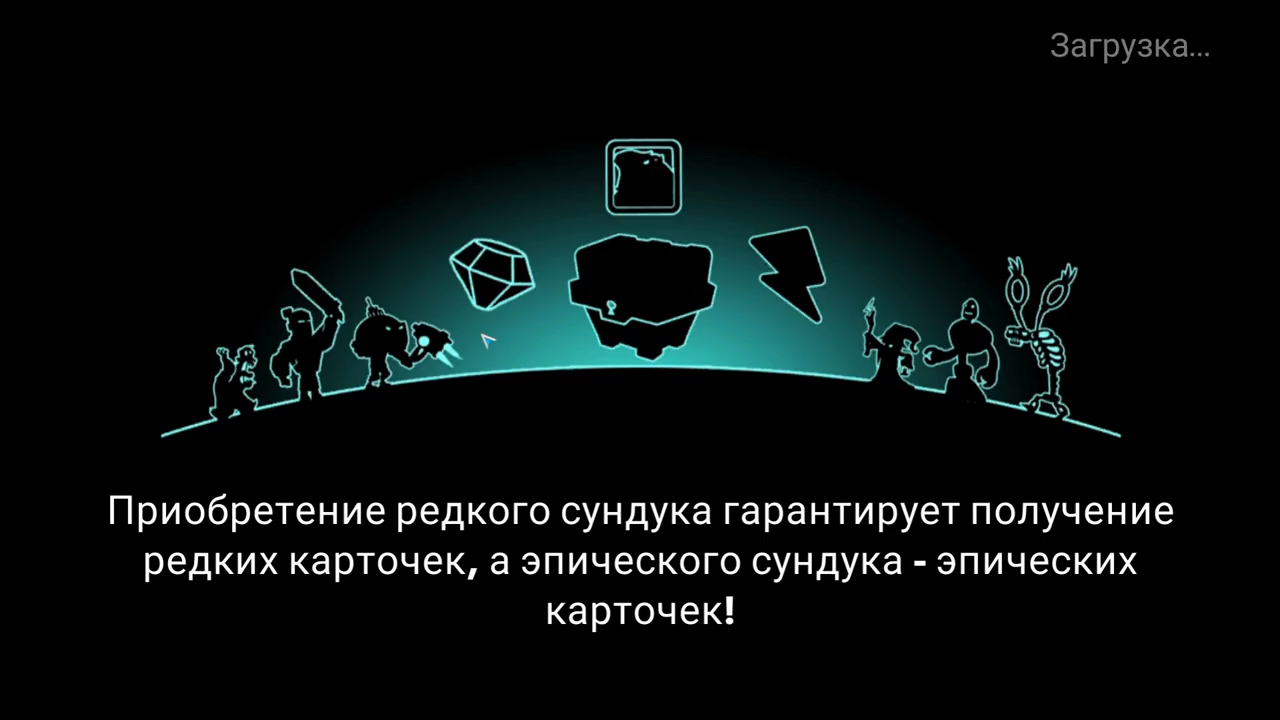 Загрузка...
Приобретение редкого сундука гарантирует получение
редких карточек, а эпического сундука - эпических
карточек!